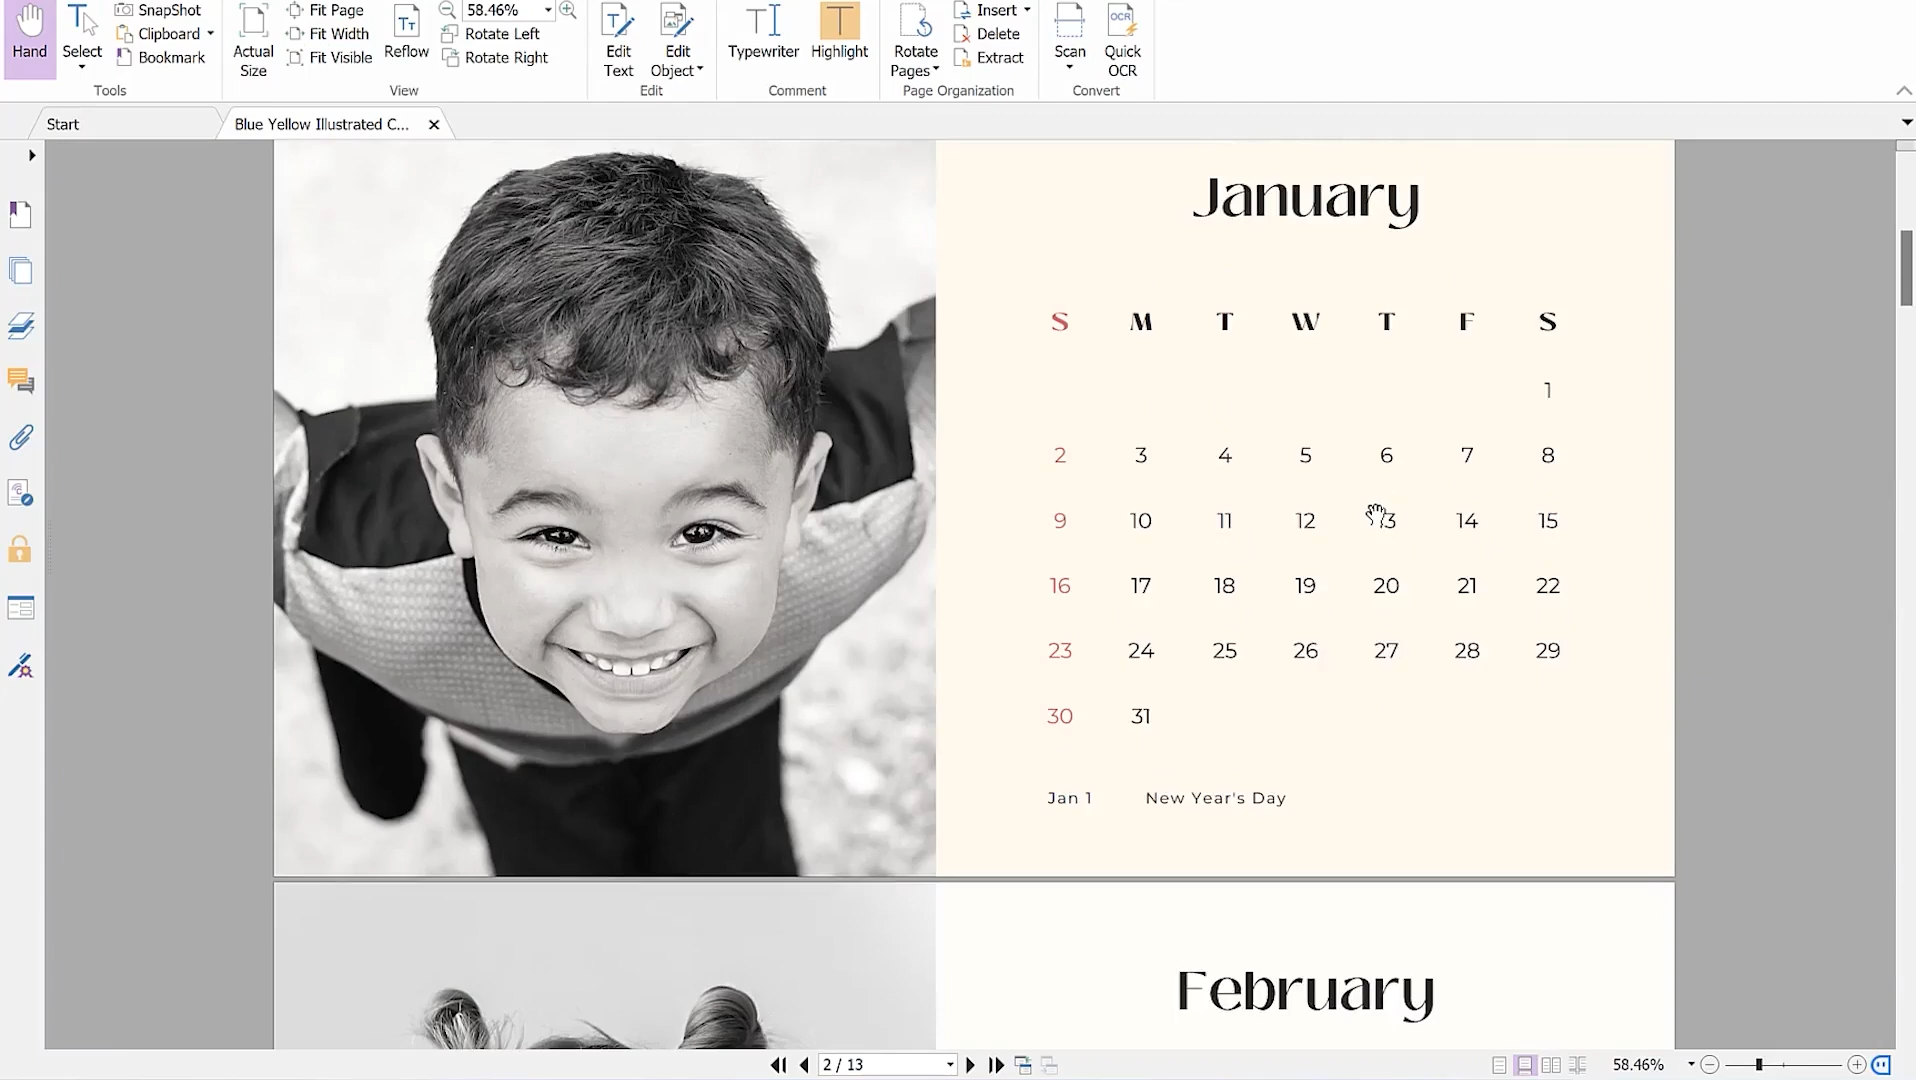 Hand
Select
SnapShot
Clipboard
Bookmark
Tools
Actual Size
Fit Page
Fit Width
Fit Visible
Reflow
58.46%
Rotate Left
Rotate Right
View
Edit Text
Edit Object
Edit
Typewriter
Highlight
Comment
Rotate Pages
Insert
Delete
Extract
Page Organization
Scan
OCR
Quick OCR
Convert
Start
Blue Yellow Illustrated C...
January
S M T W T F S
1
2 3 4 5 6 7 8
9 10 11 12 13 14 15
16 17 18 19 20 21 22
23 24 25 26 27 28 29
30 31
Jan 1 New Year's Day
February
2 / 13
58.46%